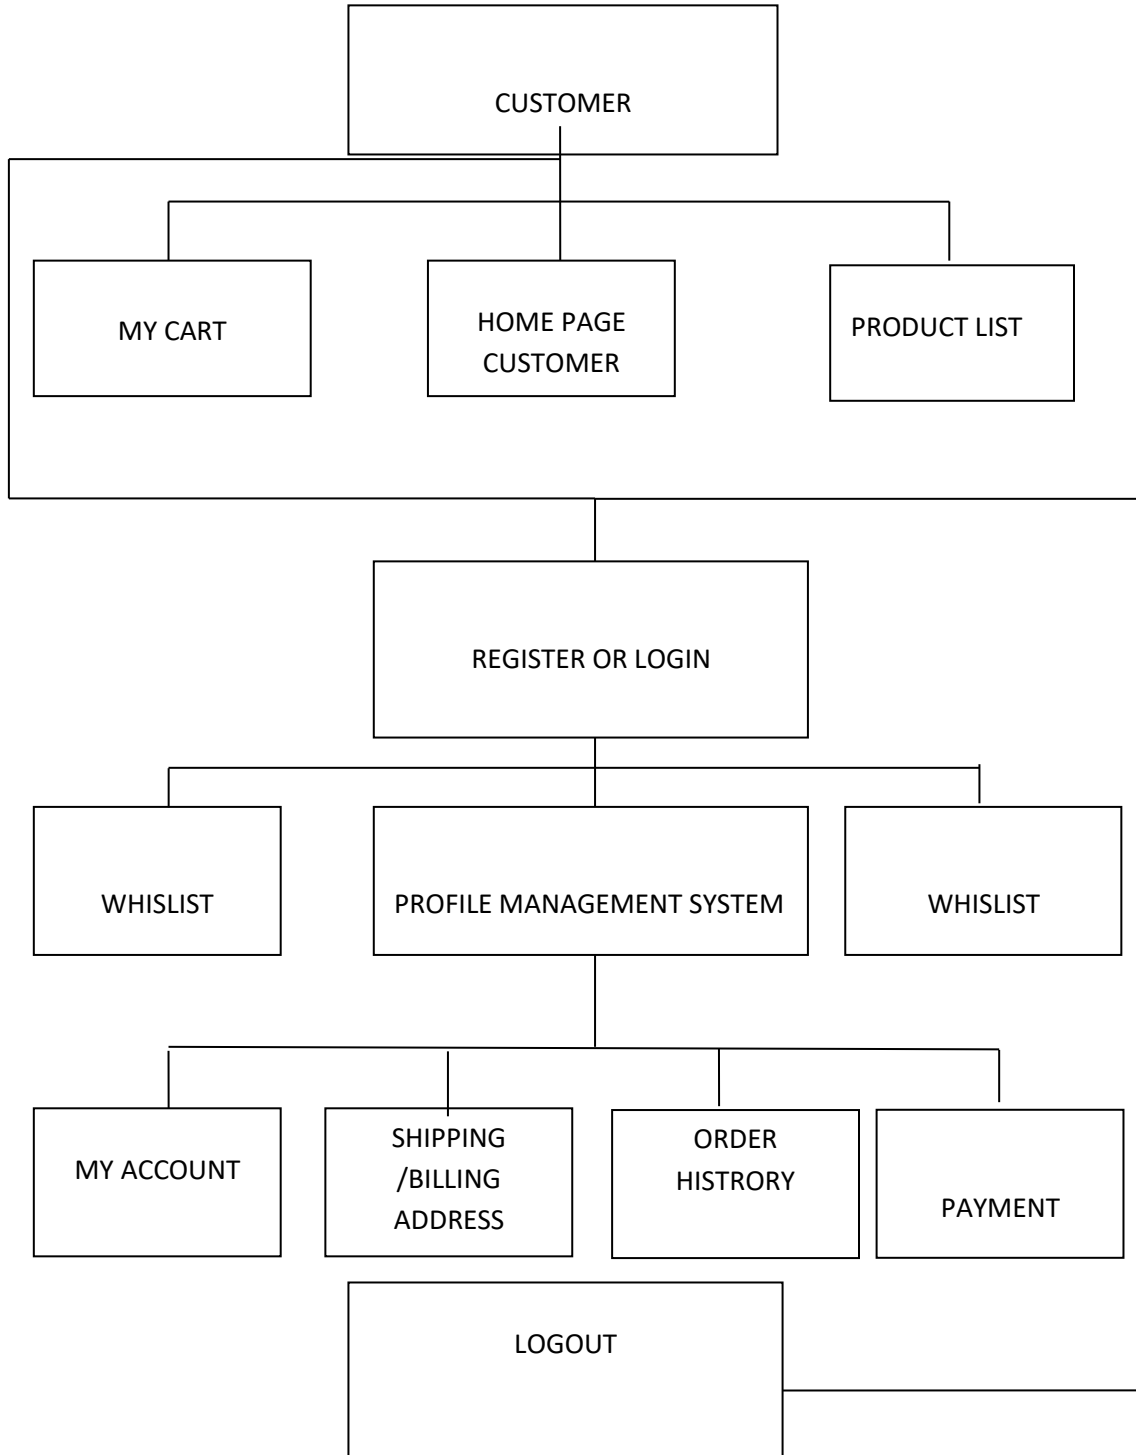 CUSTOMER
MY CART
HOME PAGE
CUSTOMER
PRODUCT LIST
REGISTER OR LOGIN
WHISLIST
PROFILE MANAGEMENT SYSTEM
WHISLIST
MY ACCOUNT
SHIPPING
/BILLING
ADDRESS
ORDER
HISTRORY
PAYMENT
LOGOUT